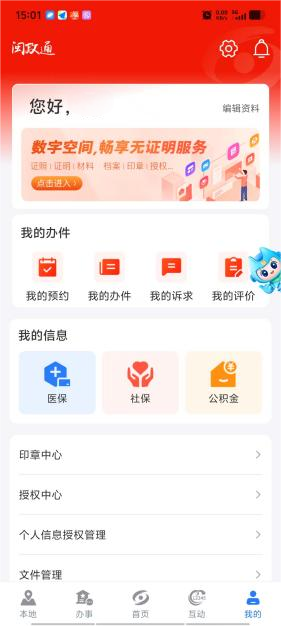 15:01
闽政通
您好，
编辑资料
数字空间,畅享无证明服务
证照 | 证明 | 材料 档案 | 印章 | 授权...
点击进入 >
我的办件
我的预约 我的办件 我的诉求 我的评价
我的信息
医保 社保 公积金
印章中心
授权中心
个人信息授权管理
文件管理
本地 办事 首页 互动 我的